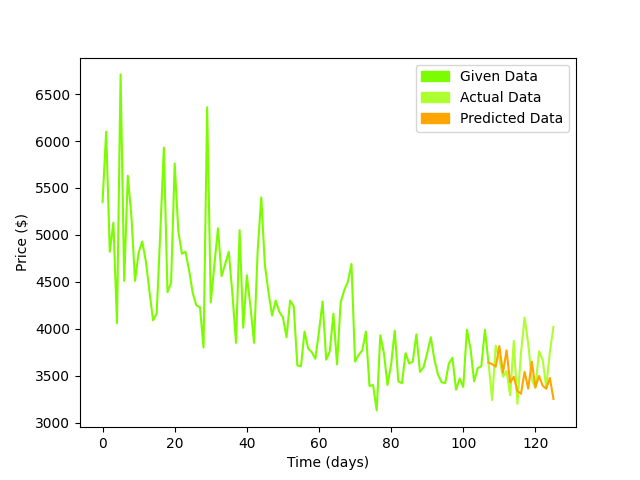 Given Data
Actual Data
Predicted Data
6500
6000
5500
5000
4500
4000
3500
3000
Price ($)
0 20 40 60 80 100 120
Time (days)